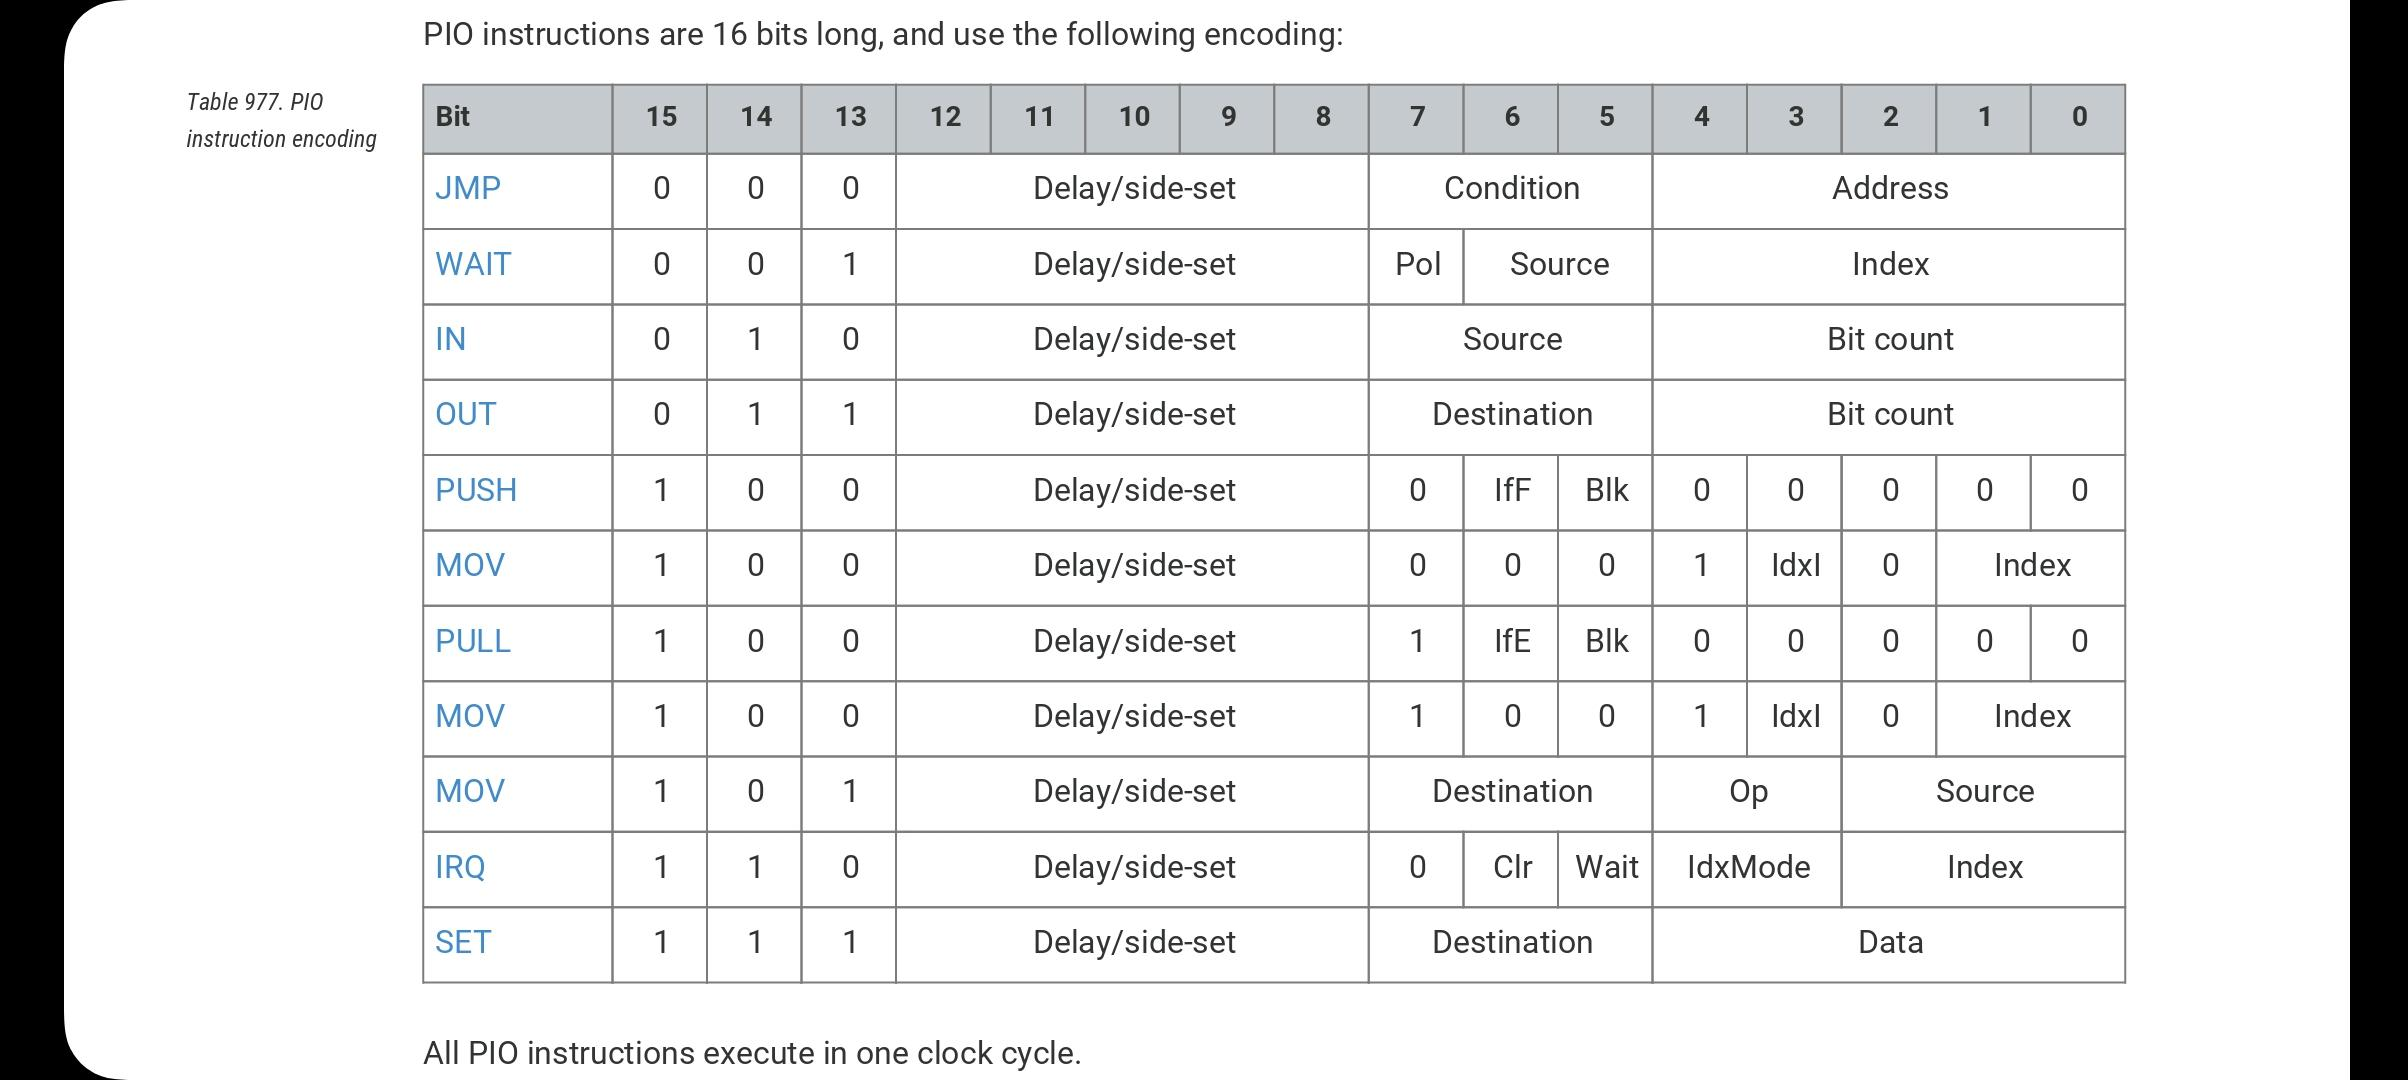 PIO instructions are 16 bits long, and use the following encoding:
Table 977. PIO
instruction encoding
Bit 15 14 13 12 11 10 9 8 7 6 5 4 3 2 1 0
JMP 0 0 0 Delay/side-set Condition Address
WAIT 0 0 1 Delay/side-set Pol Source Index
IN 0 1 0 Delay/side-set Source Bit count
OUT 0 1 1 Delay/side-set Destination Bit count
PUSH 1 0 0 Delay/side-set 0 IfF Blk 0 0 0 0 0
MOV 1 0 0 Delay/side-set 0 0 0 1 IdxI 0 Index
PULL 1 0 0 Delay/side-set 1 IfE Blk 0 0 0 0 0
MOV 1 0 0 Delay/side-set 1 0 0 1 IdxI 0 Index
MOV 1 0 1 Delay/side-set Destination Op Source
IRQ 1 1 0 Delay/side-set 0 Clr Wait IdxMode Index
SET 1 1 1 Delay/side-set Destination Data
All PIO instructions execute in one clock cycle.